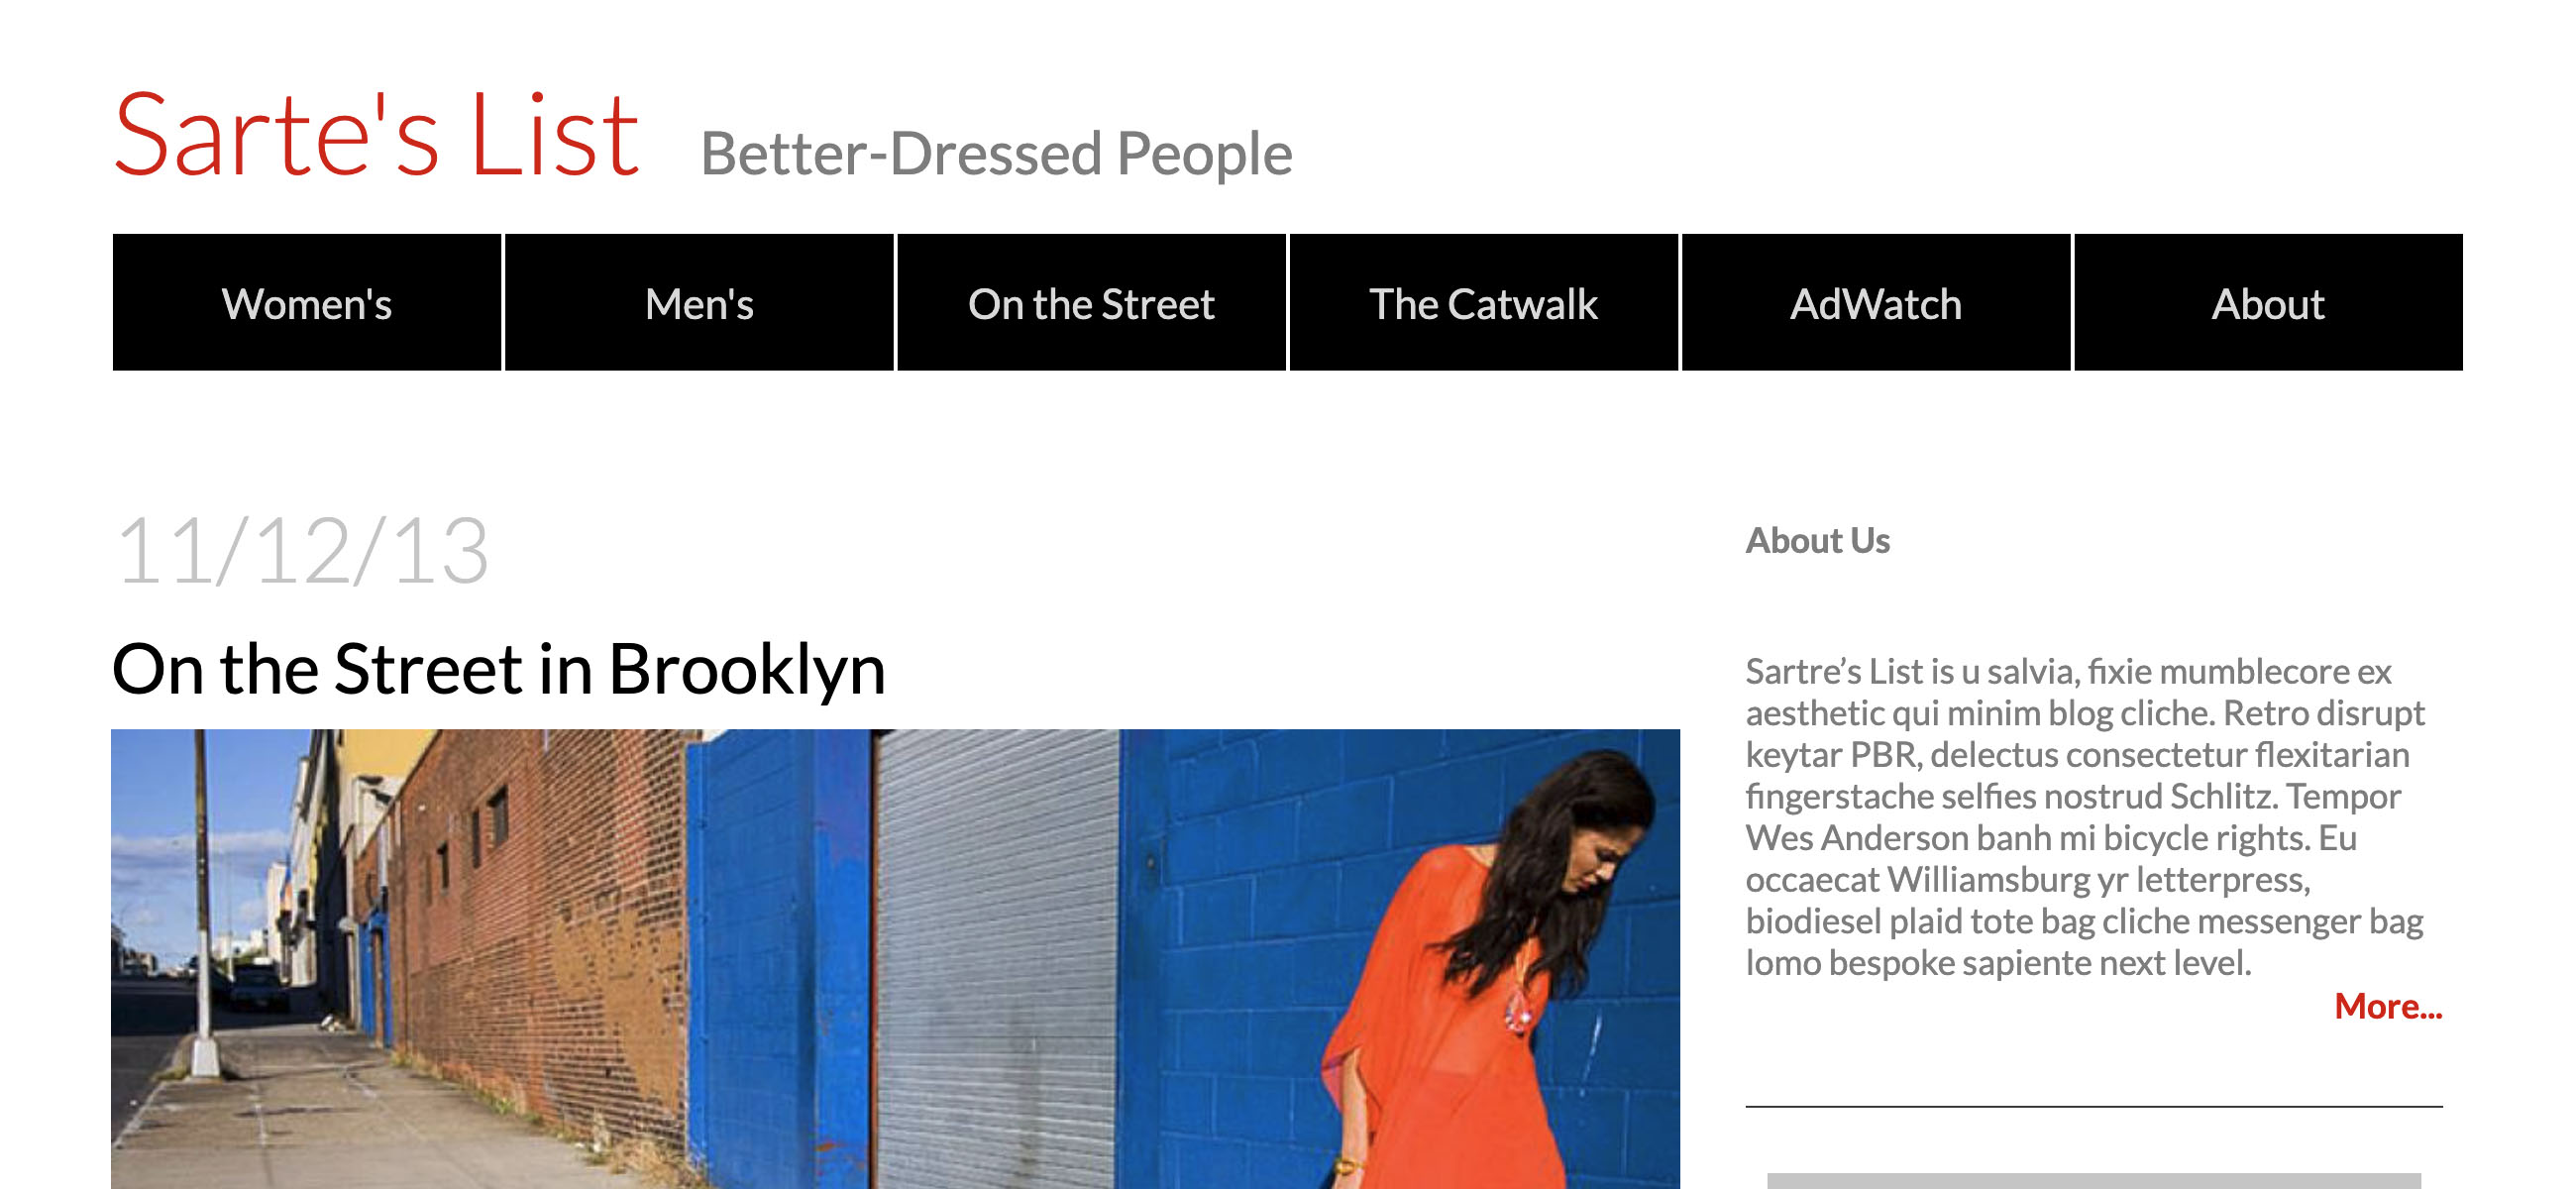 Sarte's List
Better-Dressed People
Women's
Men's
On the Street
The Catwalk
AdWatch
About
11/12/13
On the Street in Brooklyn
About Us
Sartre’s List is u salvia, fixie mumblecore ex
aesthetic qui minim blog cliche. Retro disrupt
keytar PBR, delectus consectetur flexitarian
fingerstache selfies nostrud Schlitz. Tempor
Wes Anderson banh mi bicycle rights. Eu
occaecat Williamsburg yr letterpress,
biodiesel plaid tote bag cliche messenger bag
lomo bespoke sapiente next level.
More...